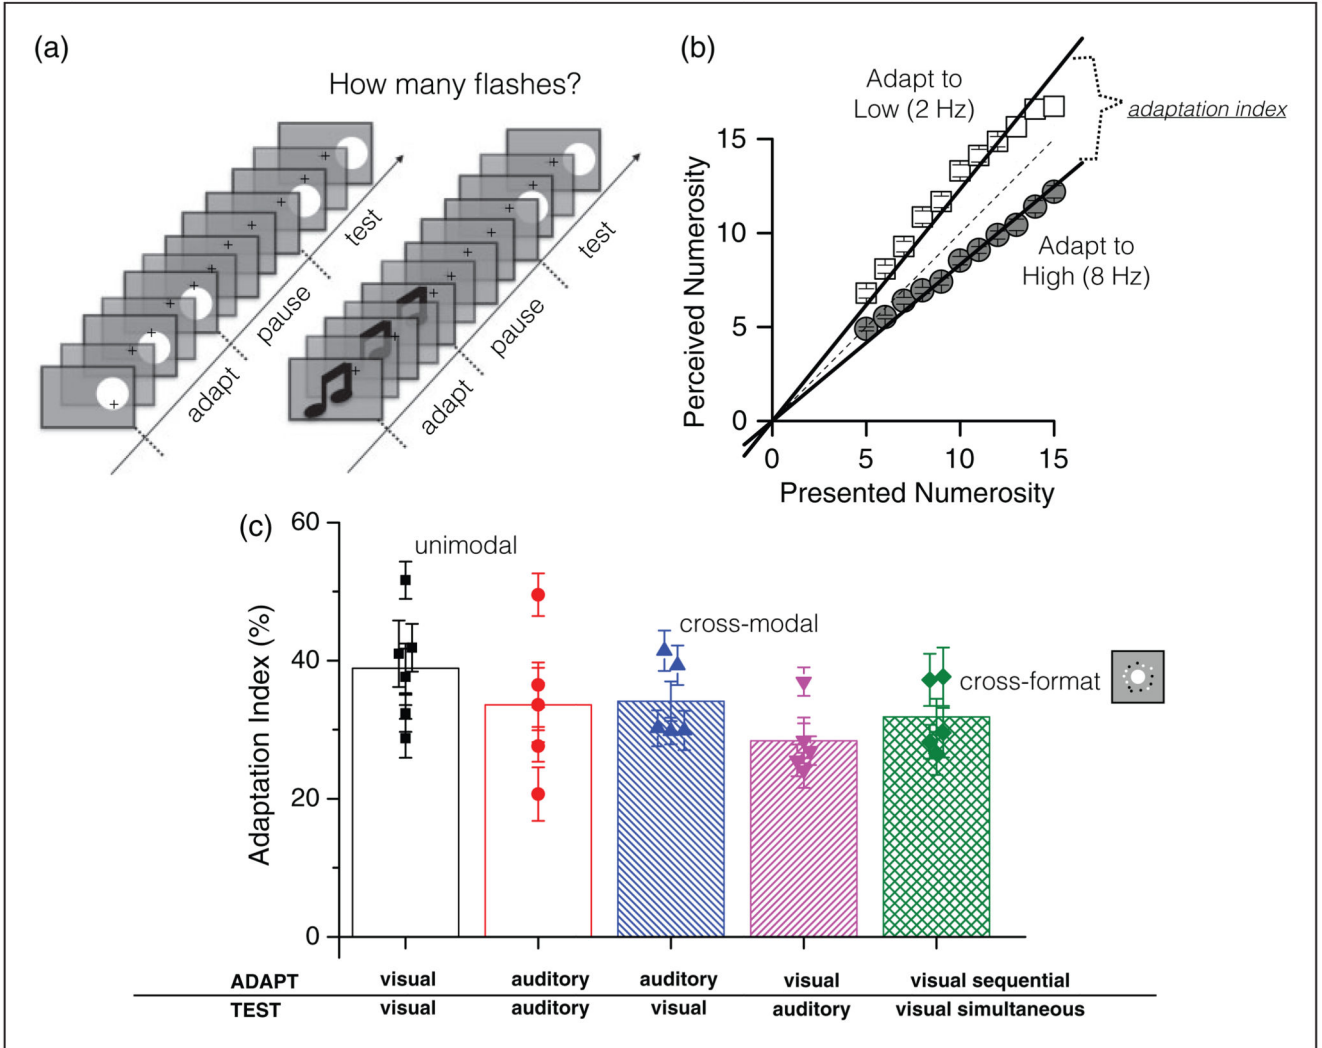 (a)
How many flashes?
adapt
pause
test
adapt
pause
test
(b)
Adapt to
Low (2 Hz)
adaptation index
Adapt to
High (8 Hz)
Perceived Numerosity
15
10
5
0
0 5 10 15
Presented Numerosity
(c)
Adaptation Index (%)
60
40
20
0
unimodal
cross-modal
cross-format
ADAPT visual auditory auditory visual visual sequential
TEST visual auditory visual auditory visual simultaneous